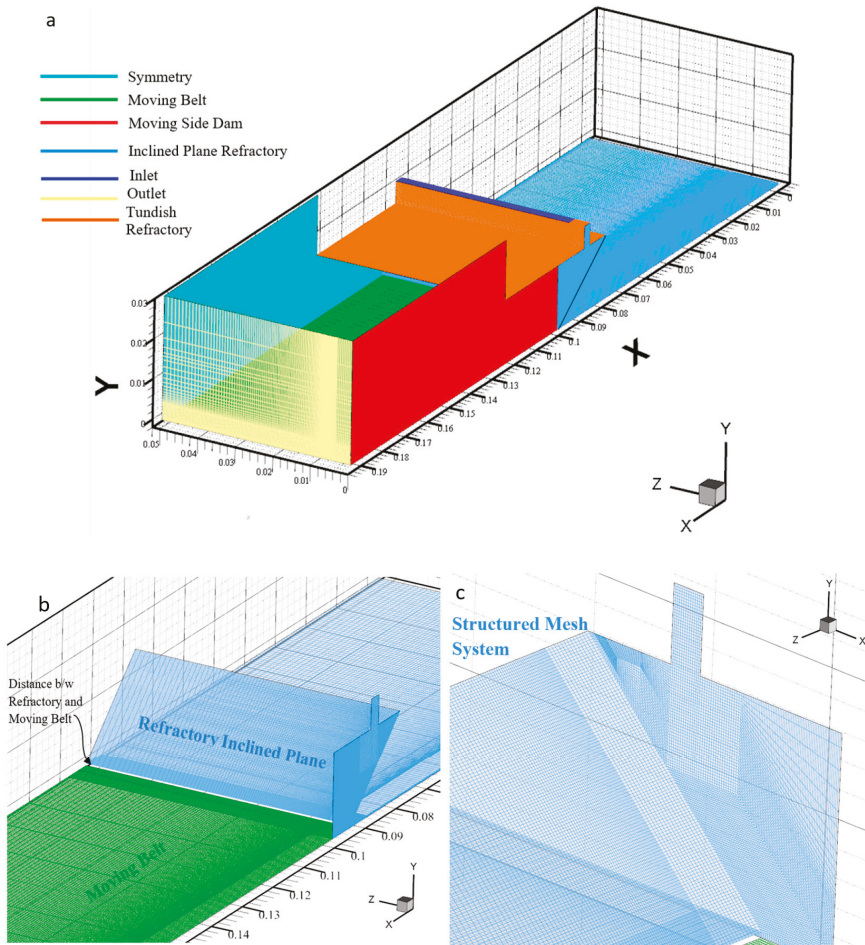 a
Symmetry
Moving Belt
Moving Side Dam
Inclined Plane Refractory
Inlet
Outlet
Tundish
Refractory
0.03
0.02
0.01
0
Y
0.05
0.04
0.03
0.02
0.01
0
0.19
0.18
0.17
0.16
0.15
0.14
0.13
0.12
0.11
0.1
0.09
0.08
0.07
0.06
0.05
0.04
0.03
0.02
0.01
0
X
Y
Z
X
b
Distance b/w
Refractory and
Moving Belt
Refractory Inclined Plane
Moving Belt
0.08
0.09
0.1
0.11
0.12
0.13
0.14
Y
Z
X
c
Structured Mesh
System
Y
Z
X